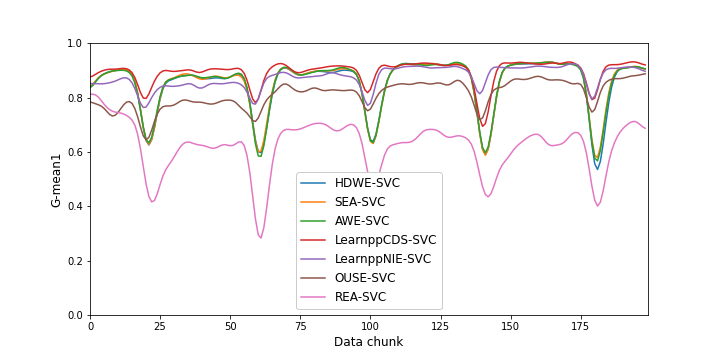 1.0
0.8
0.6
0.4
0.2
0.0
G-mean1
HDWE-SVC
SEA-SVC
AWE-SVC
LearnppCDS-SVC
LearnppNIE-SVC
OUSE-SVC
REA-SVC
0 25 50 75 100 125 150 175
Data chunk